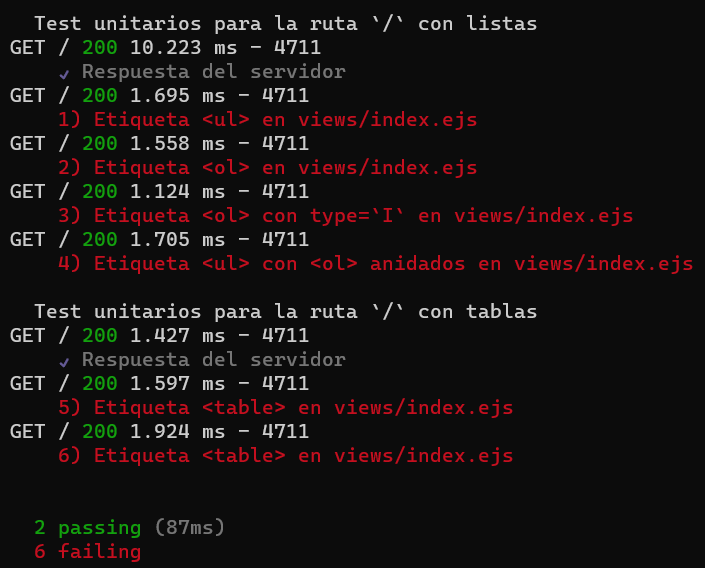 Test unitarios para la ruta `/` con listas
GET / 200 10.223 ms - 4711
✓ Respuesta del servidor
GET / 200 1.695 ms - 4711
1) Etiqueta <ul> en views/index.ejs
GET / 200 1.558 ms - 4711
2) Etiqueta <ol> en views/index.ejs
GET / 200 1.124 ms - 4711
3) Etiqueta <ol> con type=`I` en views/index.ejs
GET / 200 1.705 ms - 4711
4) Etiqueta <ul> con <ol> anidados en views/index.ejs
Test unitarios para la ruta `/` con tablas
GET / 200 1.427 ms - 4711
✓ Respuesta del servidor
GET / 200 1.597 ms - 4711
5) Etiqueta <table> en views/index.ejs
GET / 200 1.924 ms - 4711
6) Etiqueta <table> en views/index.ejs
2 passing (87ms)
6 failing